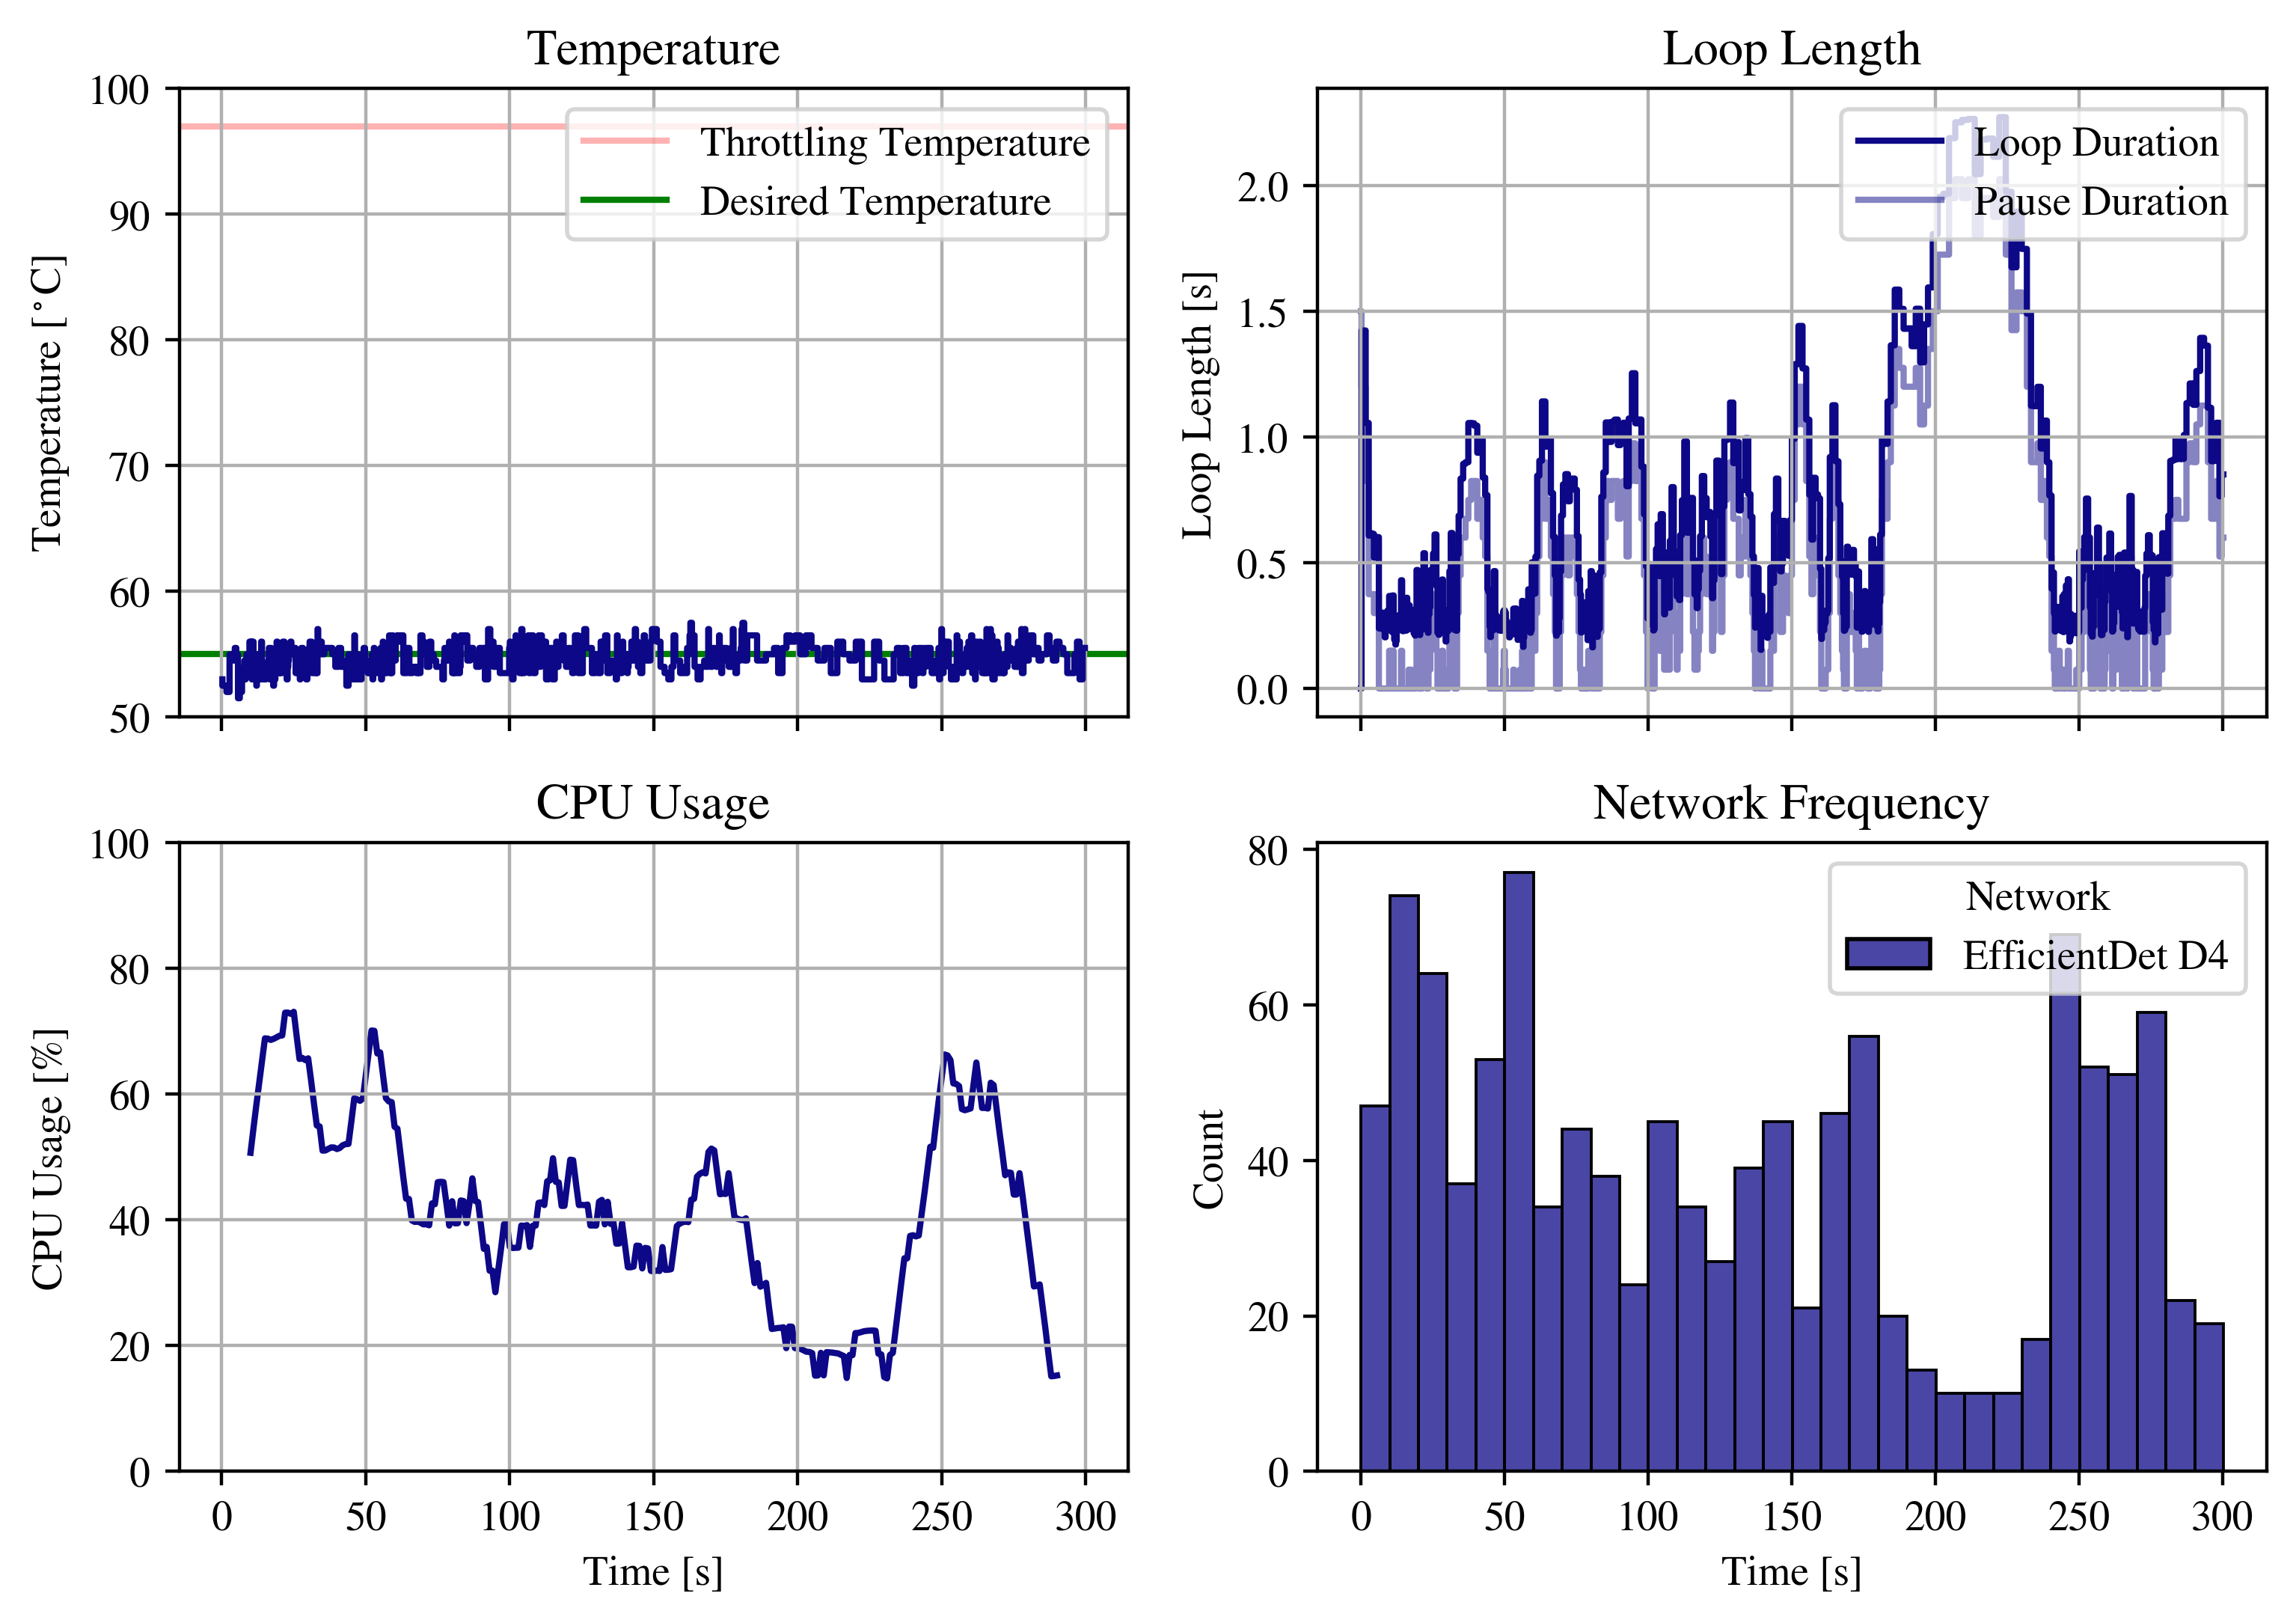 Temperature
100
90
80
70
60
50
Temperature [°C]
Throttling Temperature
Desired Temperature
Loop Length
2.0
1.5
1.0
0.5
0.0
Loop Length [s]
Loop Duration
Pause Duration
CPU Usage
100
80
60
40
20
0
CPU Usage [%]
0 50 100 150 200 250 300
Time [s]
Network Frequency
80
60
40
20
0
Count
Network
EfficientDet D4
0 50 100 150 200 250 300
Time [s]